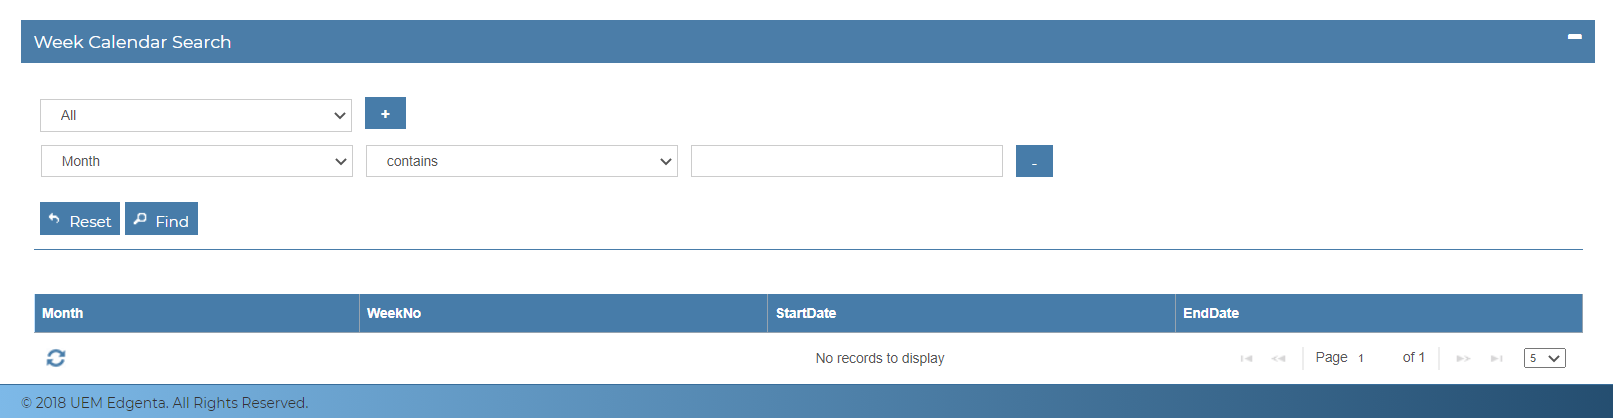 Week Calendar Search
All +
Month contains -
Reset Find
Month WeekNo StartDate EndDate
No records to display Page 1 of 1 5
© 2018 UEM Edgenta. All Rights Reserved.